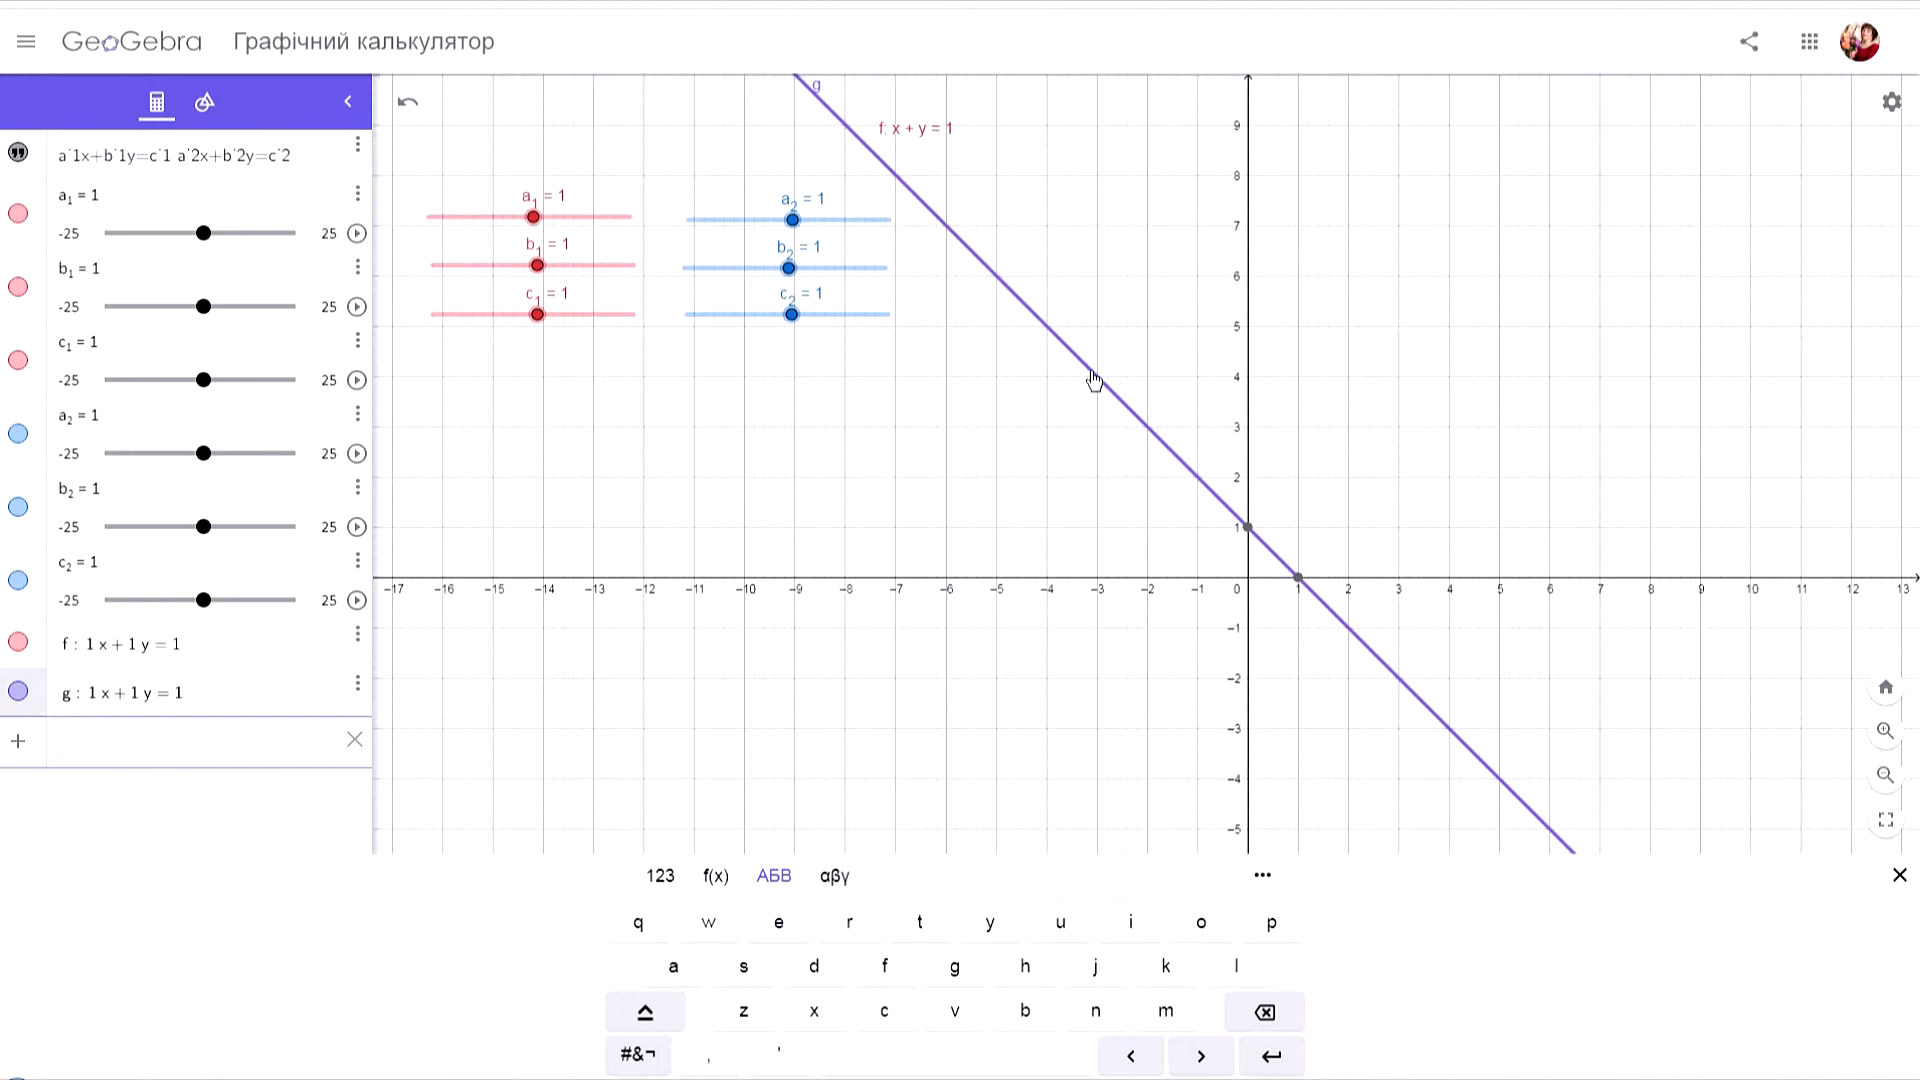 GeoGebra Графічний калькулятор
a˙1x+b˙1y=c˙1 a˙2x+b˙2y=c˙2
a₁ = 1
-25 25
b₁ = 1
-25 25
c₁ = 1
-25 25
a₂ = 1
-25 25
b₂ = 1
-25 25
c₂ = 1
-25 25
f : 1 x + 1 y = 1
g : 1 x + 1 y = 1
g
f: x + y = 1
a₁ = 1
b₁ = 1
c₁ = 1
a₂ = 1
b₂ = 1
c₂ = 1
9
8
7
6
5
4
3
2
1
−17 −16 −15 −14 −13 −12 −11 −10 −9 −8 −7 −6 −5 −4 −3 −2 −1 0 1 2 3 4 5 6 7 8 9 10 11 12 13
−1
−2
−3
−4
−5
123 f(x) АБВ αβγ
q w e r t y u i o p
a s d f g h j k l
z x c v b n m
#&¬ , '